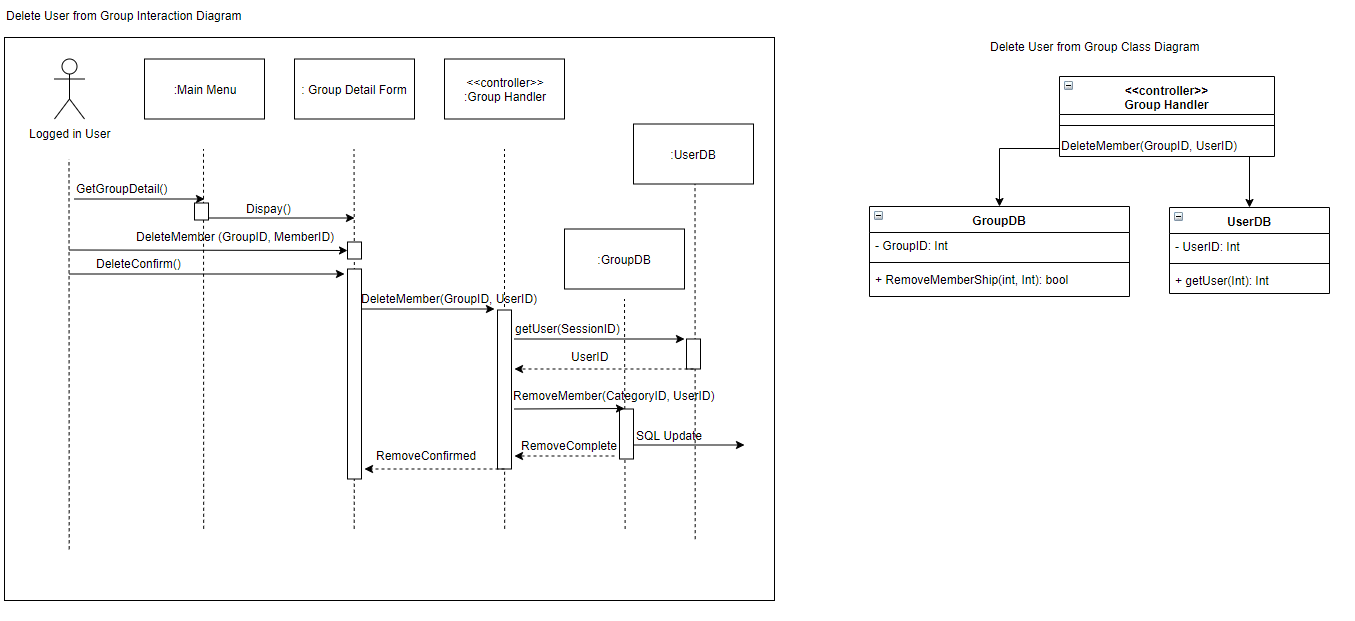 Delete User from Group Interaction Diagram
Logged in User
:Main Menu
: Group Detail Form
<<controller>>
:Group Handler
:UserDB
:GroupDB
GetGroupDetail()
Dispay()
DeleteMember (GroupID, MemberID)
DeleteConfirm()
DeleteMember(GroupID, UserID)
getUser(SessionID)
UserID
RemoveMember(CategoryID, UserID)
SQL Update
RemoveComplete
RemoveConfirmed
Delete User from Group Class Diagram
<<controller>>
Group Handler
DeleteMember(GroupID, UserID)
GroupDB
- GroupID: Int
+ RemoveMemberShip(int, Int): bool
UserDB
- UserID: Int
+ getUser(Int): Int